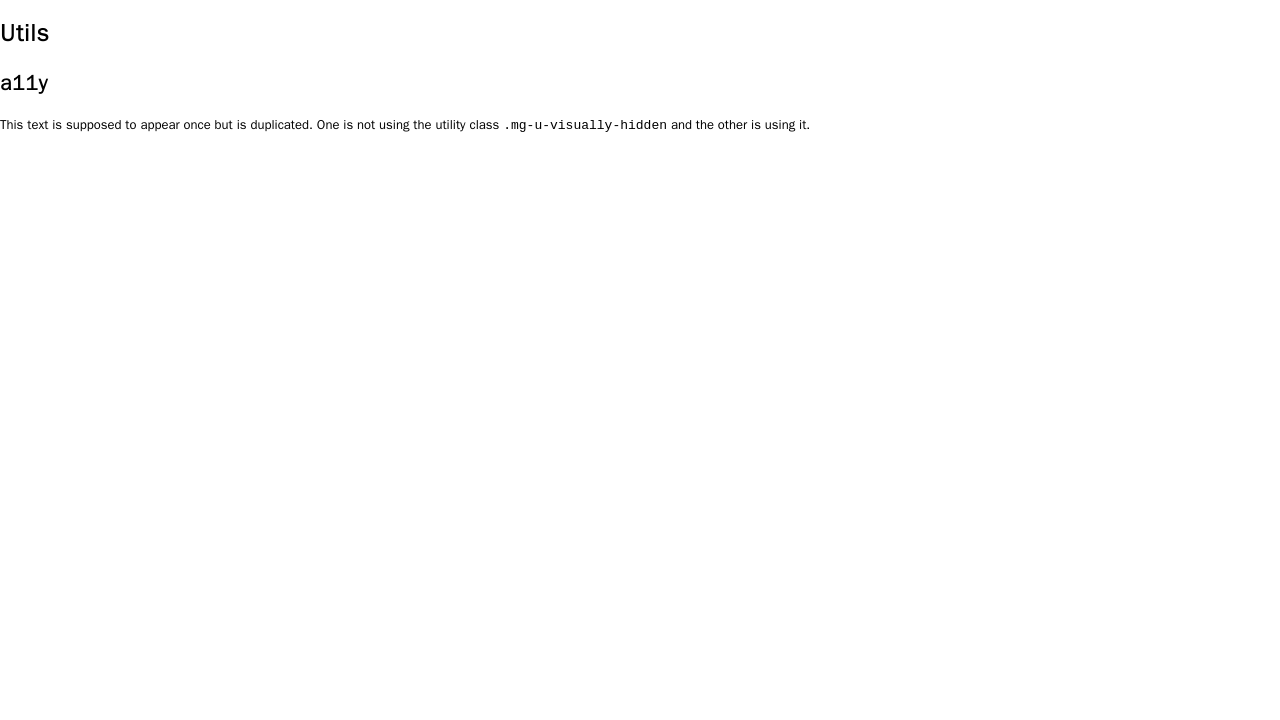 Utils
a11y
This text is supposed to appear once but is duplicated. One is not using the utility class .mg-u-visually-hidden and the other is using it.